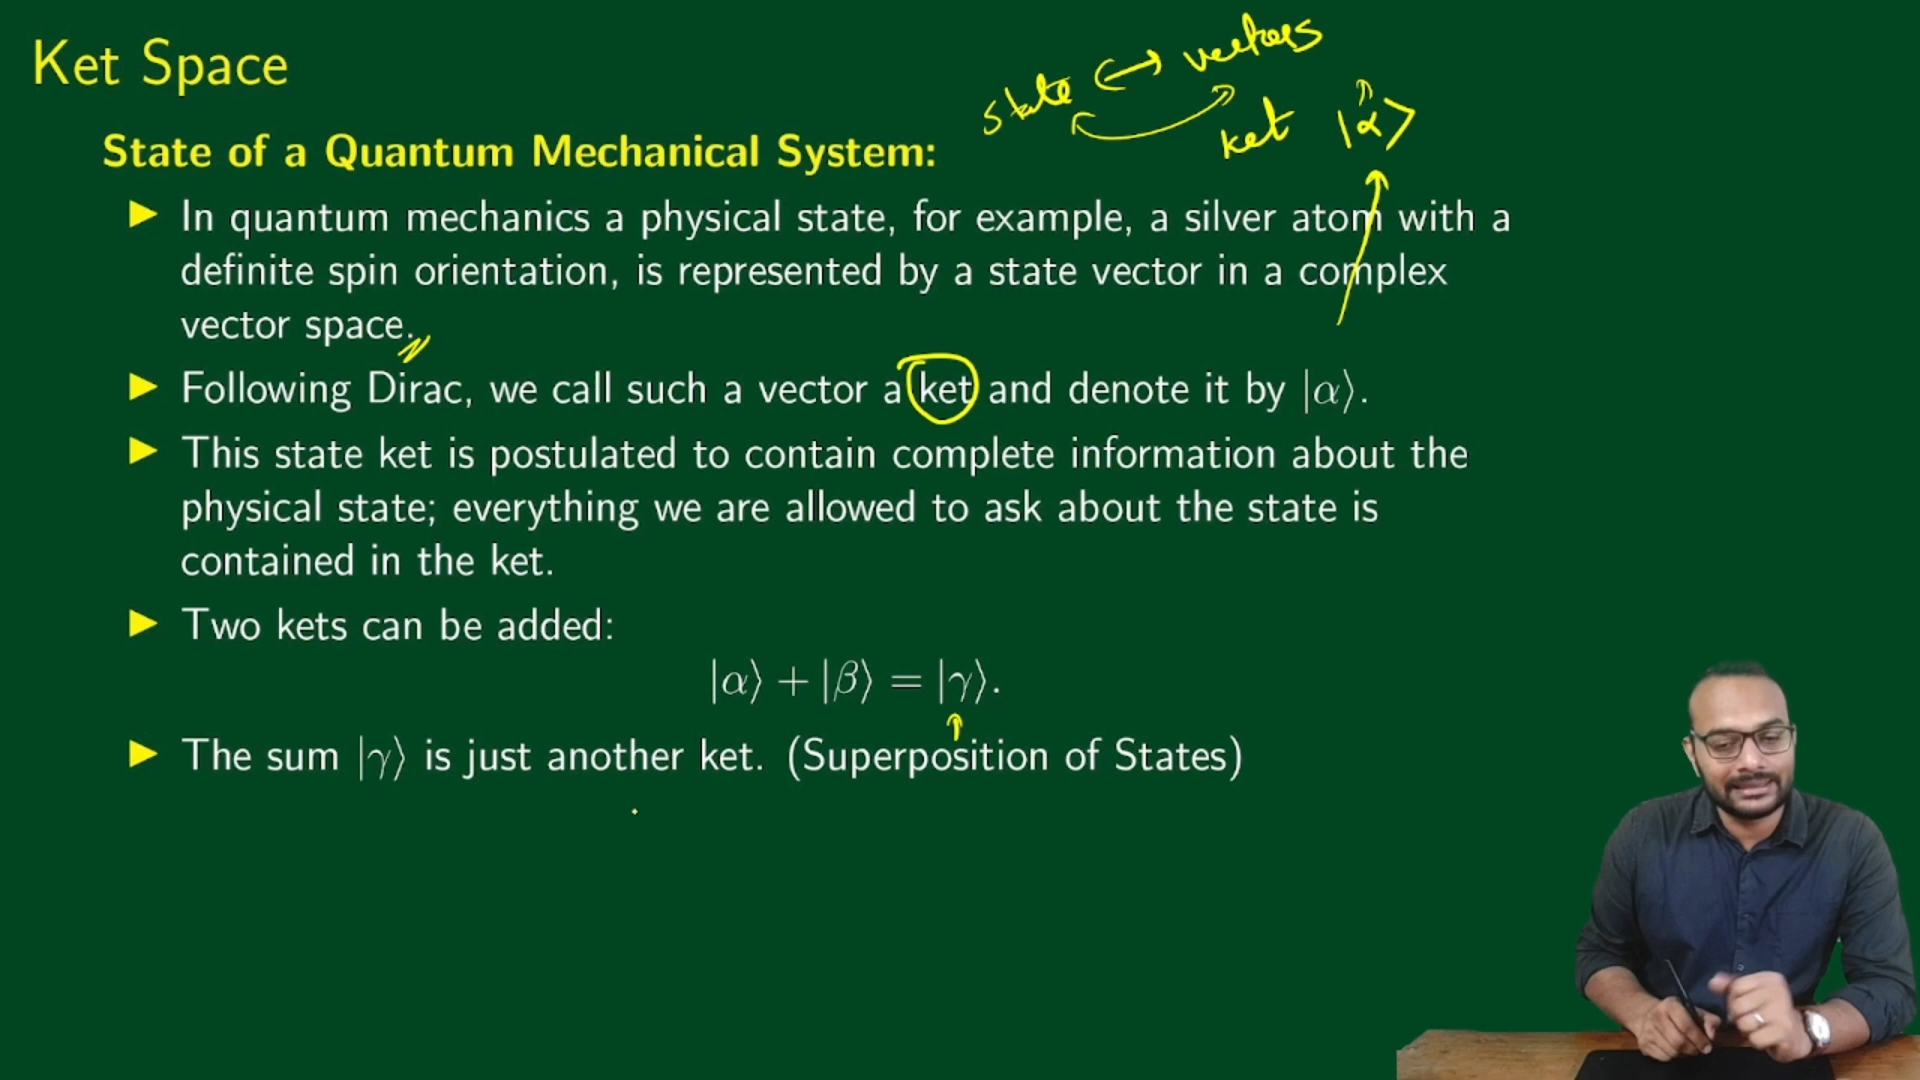 Ket Space
state ↔ vectors
ket |α⟩
State of a Quantum Mechanical System:
▶ In quantum mechanics a physical state, for example, a silver atom with a
definite spin orientation, is represented by a state vector in a complex
vector space.
▶ Following Dirac, we call such a vector a ket and denote it by |α⟩.
▶ This state ket is postulated to contain complete information about the
physical state; everything we are allowed to ask about the state is
contained in the ket.
▶ Two kets can be added:
|α⟩ + |β⟩ = |γ⟩.
▶ The sum |γ⟩ is just another ket. (Superposition of States)